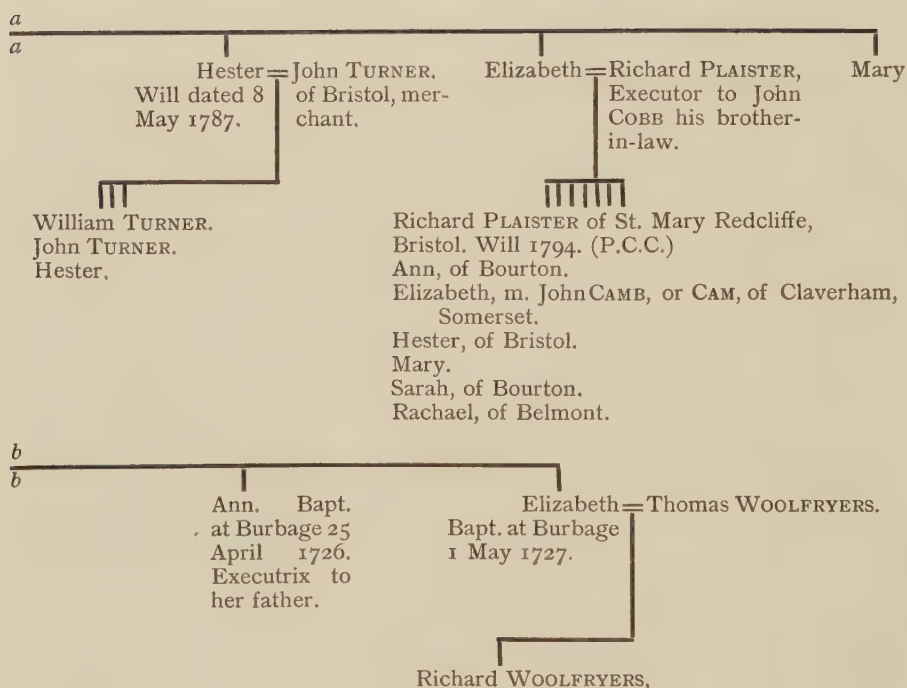 a
a
Hester = John TURNER,
Will dated 8
May 1787.
of Bristol, mer-
chant.
Elizabeth = Richard PLAISTER,
Executor to John
COBB his brother-
in-law.
Mary
William TURNER.
John TURNER.
Hester.
Richard PLAISTER of St. Mary Redcliffe,
Bristol. Will 1794. (P.C.C.)
Ann, of Bourton.
Elizabeth, m. John CAMB, or CAM, of Claverham,
Somerset.
Hester, of Bristol.
Mary.
Sarah, of Bourton.
Rachael, of Belmont.
b
b
Ann. Bapt.
at Burbage 25
April 1726.
Executrix to
her father.
Elizabeth = Thomas WOOLFRYERS.
Bapt. at Burbage
1 May 1727.
Richard WOOLFRYERS,